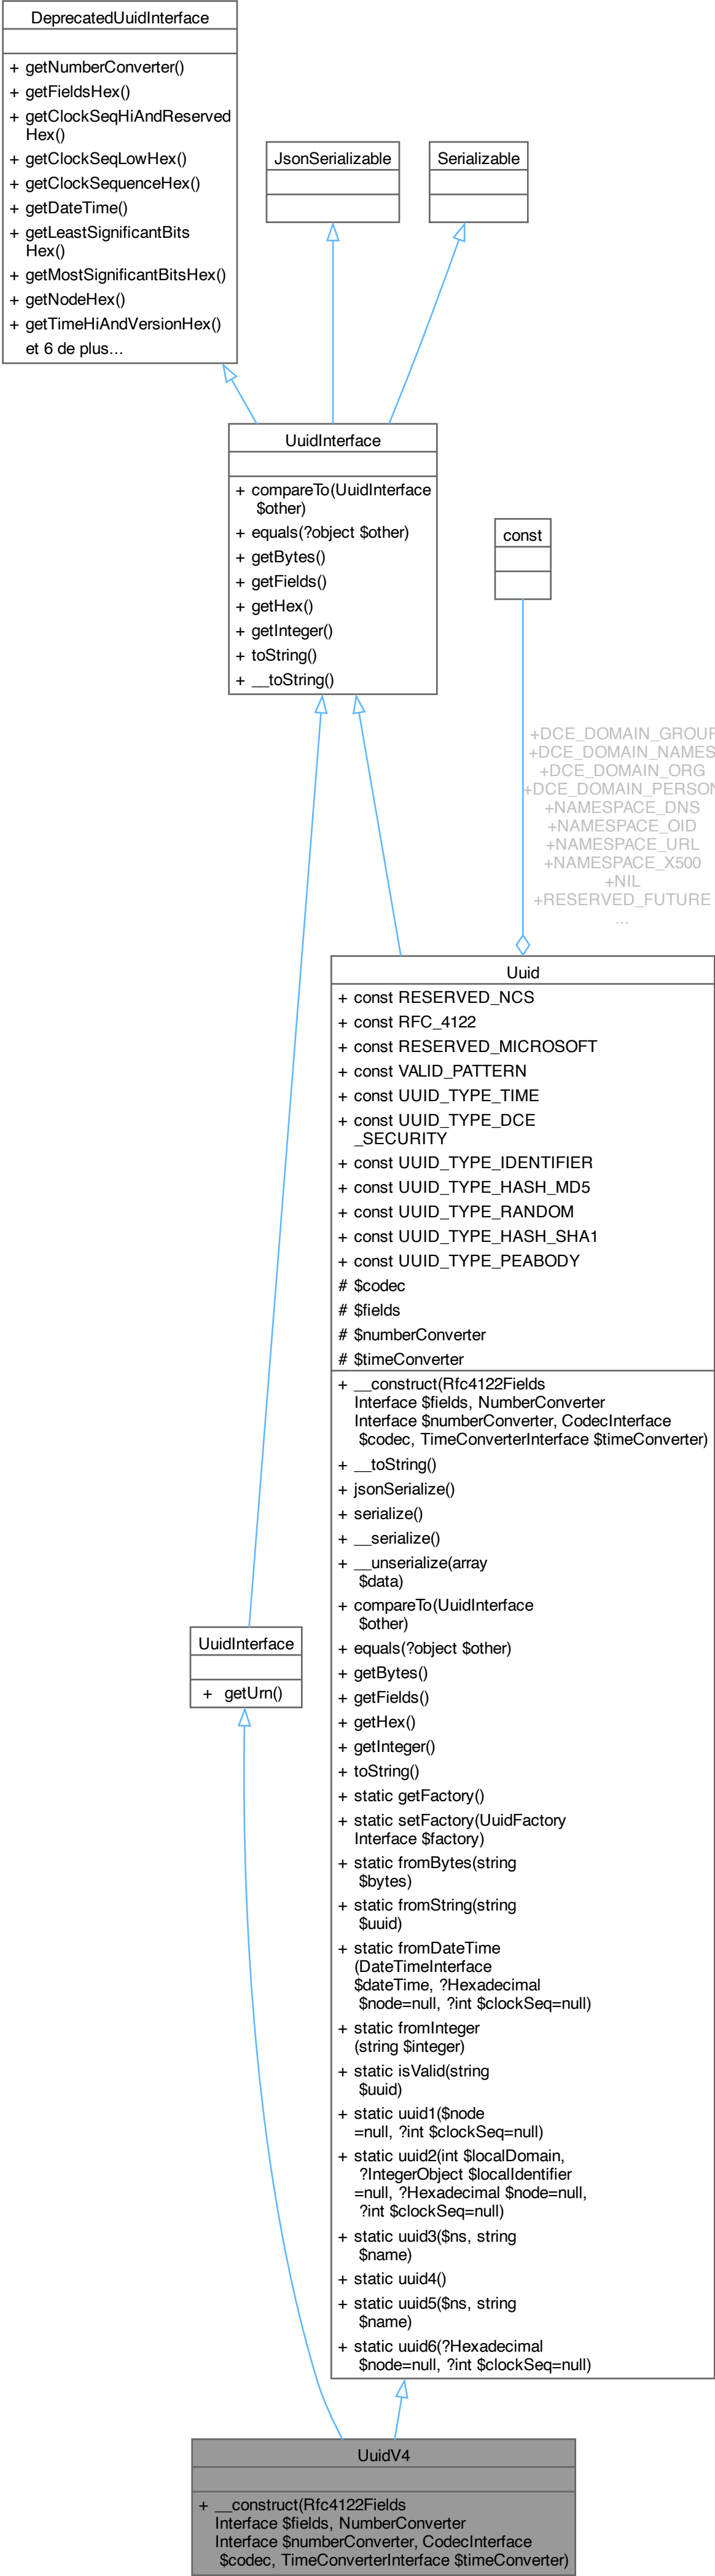 DeprecatedUuidInterface
+ getNumberConverter()
+ getFieldsHex()
+ getClockSeqHiAndReserved
Hex()
+ getClockSeqLowHex()
+ getClockSequenceHex()
+ getDateTime()
+ getLeastSignificantBits
Hex()
+ getMostSignificantBitsHex()
+ getNodeHex()
+ getTimeHiAndVersionHex()
et 6 de plus...
JsonSerializable
Serializable
UuidInterface
+ compareTo(UuidInterface
$other)
+ equals(?object $other)
+ getBytes()
+ getFields()
+ getHex()
+ getInteger()
+ toString()
+ __toString()
const
+DCE_DOMAIN_GROUP
+DCE_DOMAIN_NAMES
+DCE_DOMAIN_ORG
+DCE_DOMAIN_PERSON
+NAMESPACE_DNS
+NAMESPACE_OID
+NAMESPACE_URL
+NAMESPACE_X500
+NIL
+RESERVED_FUTURE
...
Uuid
+ const RESERVED_NCS
+ const RFC_4122
+ const RESERVED_MICROSOFT
+ const VALID_PATTERN
+ const UUID_TYPE_TIME
+ const UUID_TYPE_DCE
_SECURITY
+ const UUID_TYPE_IDENTIFIER
+ const UUID_TYPE_HASH_MD5
+ const UUID_TYPE_RANDOM
+ const UUID_TYPE_HASH_SHA1
+ const UUID_TYPE_PEABODY
# $codec
# $fields
# $numberConverter
# $timeConverter
+ __construct(Rfc4122Fields
Interface $fields, NumberConverter
Interface $numberConverter, CodecInterface
$codec, TimeConverterInterface $timeConverter)
+ __toString()
+ jsonSerialize()
+ serialize()
+ __serialize()
+ __unserialize(array
$data)
+ compareTo(UuidInterface
$other)
+ equals(?object $other)
+ getBytes()
+ getFields()
+ getHex()
+ getInteger()
+ toString()
+ static getFactory()
+ static setFactory(UuidFactory
Interface $factory)
+ static fromBytes(string
$bytes)
+ static fromString(string
$uuid)
+ static fromDateTime
(DateTimeInterface
$dateTime, ?Hexadecimal
$node=null, ?int $clockSeq=null)
+ static fromInteger
(string $integer)
+ static isValid(string
$uuid)
+ static uuid1($node
=null, ?int $clockSeq=null)
+ static uuid2(int $localDomain,
?IntegerObject $localIdentifier
=null, ?Hexadecimal $node=null,
?int $clockSeq=null)
+ static uuid3($ns, string
$name)
+ static uuid4()
+ static uuid5($ns, string
$name)
+ static uuid6(?Hexadecimal
$node=null, ?int $clockSeq=null)
UuidInterface
+ getUrn()
UuidV4
+ __construct(Rfc4122Fields
Interface $fields, NumberConverter
Interface $numberConverter, CodecInterface
$codec, TimeConverterInterface $timeConverter)